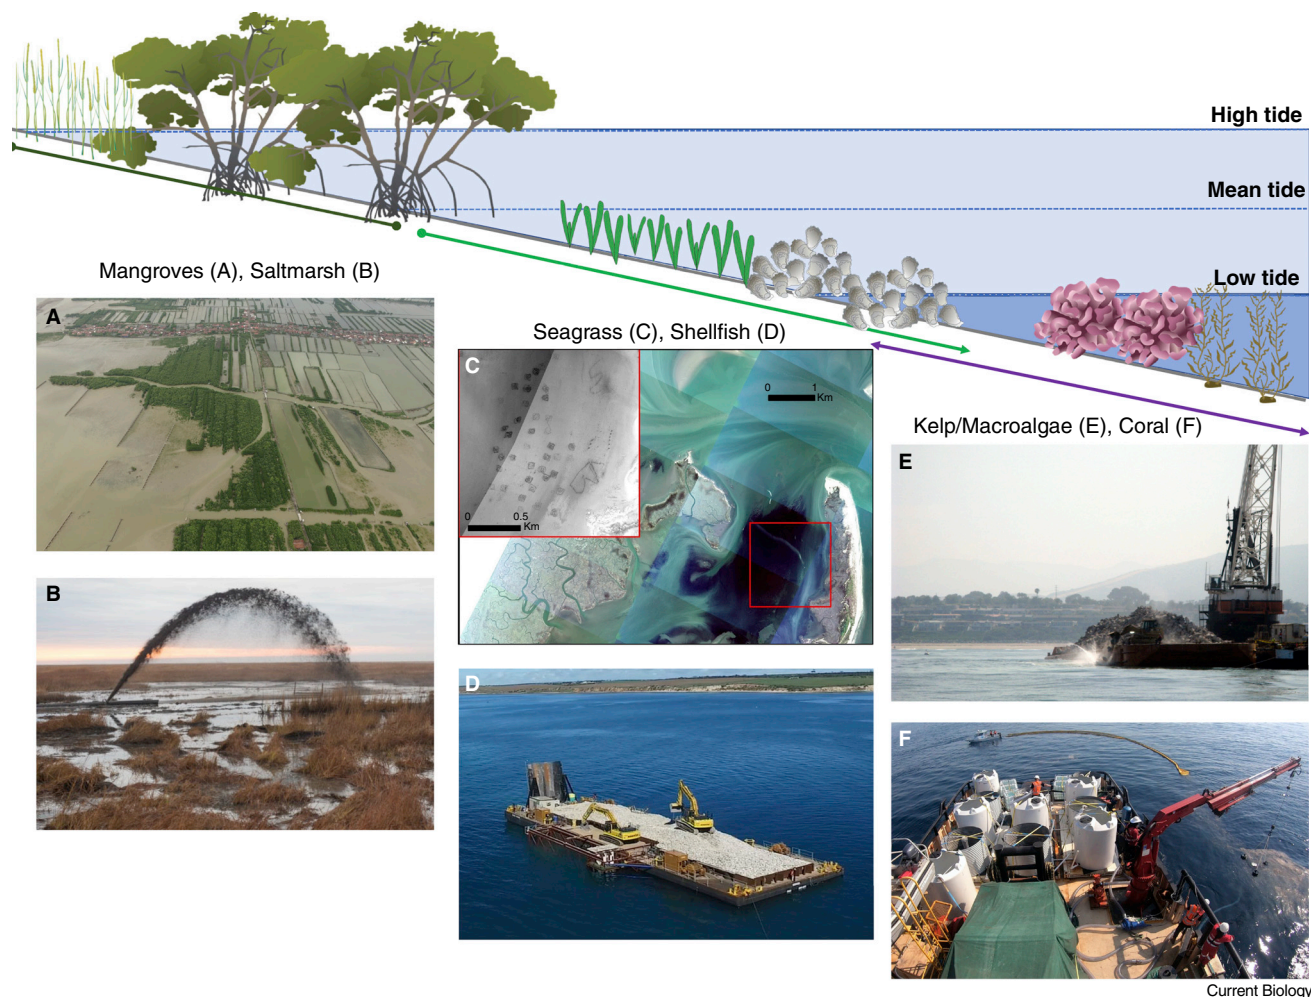 High tide
Mean tide
Low tide
Mangroves (A), Saltmarsh (B)
Seagrass (C), Shellfish (D)
Kelp/Macroalgae (E), Coral (F)
A
B
C
0 1
Km
0 0.5
Km
D
E
F
Current Biology